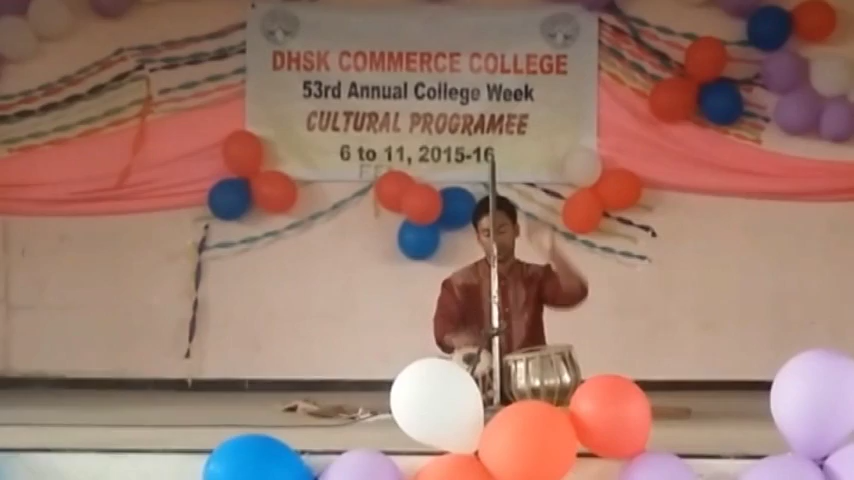 DHSK COMMERCE COLLEGE
53rd Annual College Week
CULTURAL PROGRAMEE
6 to 11, 2015-16